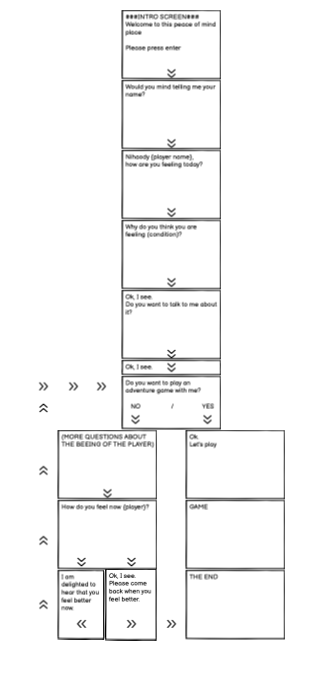 ###INTRO SCREEN###
Welcome to this peace of mind
place
Please press enter
Would you mind telling me your
name?
Nihoody (player name),
how are you feeling today?
Why do you think you are
feeling (condition)?
Ok, I see.
Do you want to talk to me about
it?
Ok, I see.
Do you want to play an
adventure game with me?
NO / YES
(MORE QUESTIONS ABOUT
THE BEEING OF THE PLAYER)
Ok.
Let's play
How do you feel now (player)?
GAME
I am
delighted to
hear that you
feel better
now.
Ok, I see.
Please come
back when you
feel better.
THE END